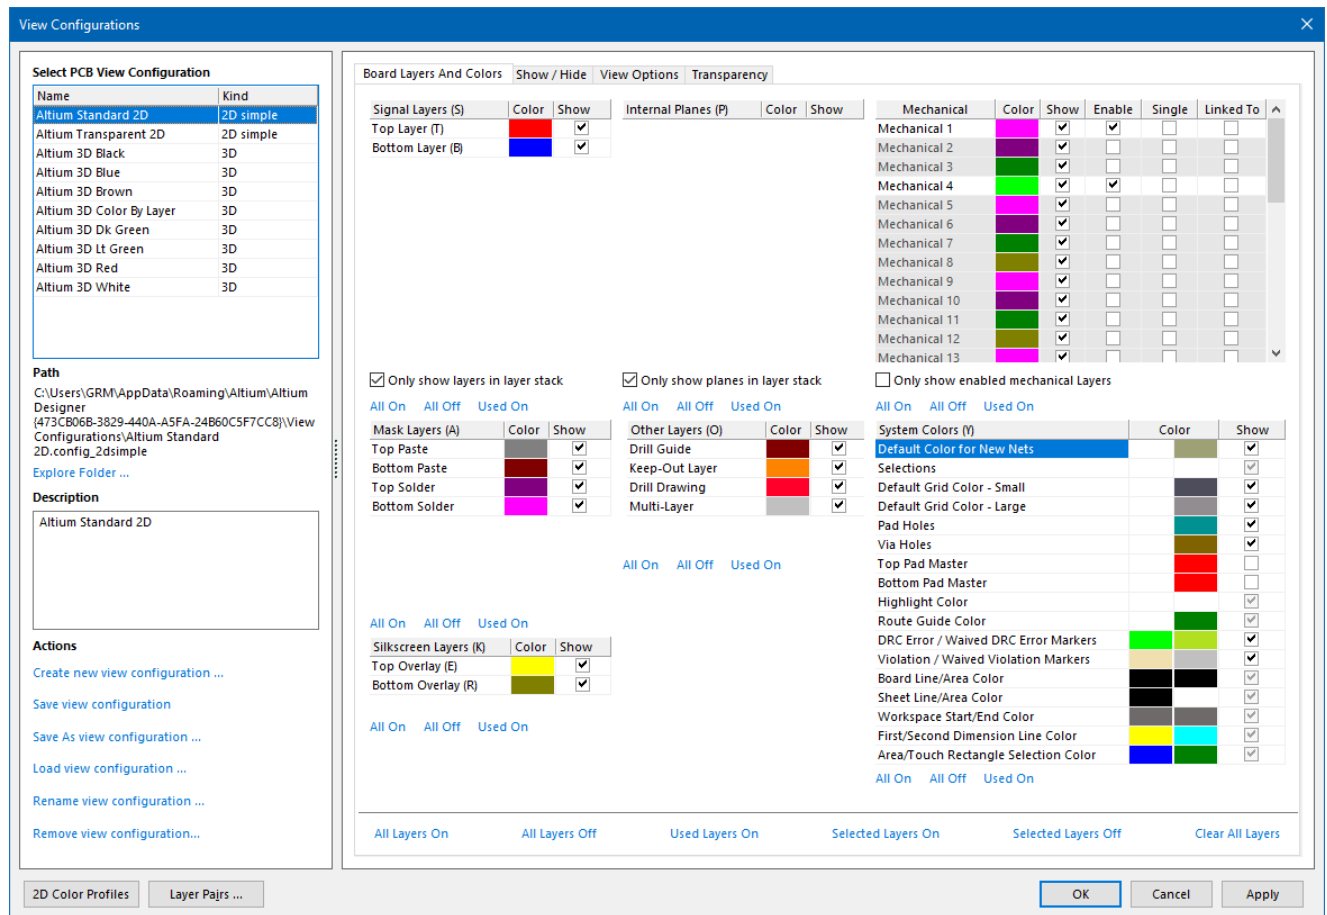 View Configurations
Select PCB View Configuration
Name Kind
Altium Standard 2D 2D simple
Altium Transparent 2D 2D simple
Altium 3D Black 3D
Altium 3D Blue 3D
Altium 3D Brown 3D
Altium 3D Color By Layer 3D
Altium 3D Dk Green 3D
Altium 3D Lt Green 3D
Altium 3D Red 3D
Altium 3D White 3D
Path
C:\Users\GRM\AppData\Roaming\Altium\Altium
Designer
{473CB06B-3829-440A-A5FA-24B60C5F7CC8}\View
Configurations\Altium Standard
2D.config_2dsimple
Explore Folder ...
Description
Altium Standard 2D
Actions
Create new view configuration ...
Save view configuration
Save As view configuration ...
Load view configuration ...
Rename view configuration ...
Remove view configuration...
Board Layers And Colors Show / Hide View Options Transparency
Signal Layers (S) Color Show
Top Layer (T)
Bottom Layer (B)
Only show layers in layer stack
All On All Off Used On
Internal Planes (P) Color Show
Only show planes in layer stack
All On All Off Used On
Mechanical Color Show Enable Single Linked To
Mechanical 1
Mechanical 2
Mechanical 3
Mechanical 4
Mechanical 5
Mechanical 6
Mechanical 7
Mechanical 8
Mechanical 9
Mechanical 10
Mechanical 11
Mechanical 12
Mechanical 13
Only show enabled mechanical Layers
All On All Off Used On
Mask Layers (A) Color Show
Top Paste
Bottom Paste
Top Solder
Bottom Solder
All On All Off Used On
Other Layers (O) Color Show
Drill Guide
Keep-Out Layer
Drill Drawing
Multi-Layer
All On All Off Used On
Silkscreen Layers (K) Color Show
Top Overlay (E)
Bottom Overlay (R)
All On All Off Used On
System Colors (Y) Color Show
Default Color for New Nets
Selections
Default Grid Color - Small
Default Grid Color - Large
Pad Holes
Via Holes
Top Pad Master
Bottom Pad Master
Highlight Color
Route Guide Color
DRC Error / Waived DRC Error Markers
Violation / Waived Violation Markers
Board Line/Area Color
Sheet Line/Area Color
Workspace Start/End Color
First/Second Dimension Line Color
Area/Touch Rectangle Selection Color
All On All Off Used On
All Layers On All Layers Off Used Layers On Selected Layers On Selected Layers Off Clear All Layers
2D Color Profiles Layer Pairs ... OK Cancel Apply